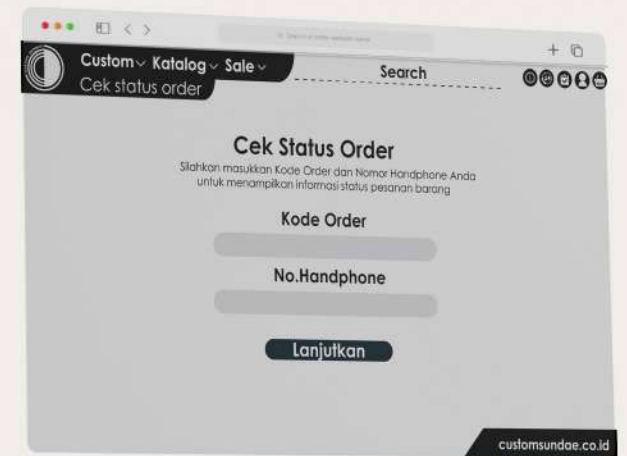 Custom Katalog Sale Search
Cek status order
Cek Status Order
Silahkan masukkan Kode Order dan Nomor Handphone Anda
untuk menampilkan informasi status pesanan barang
Kode Order
No.Handphone
Lanjutkan
customsundae.co.id